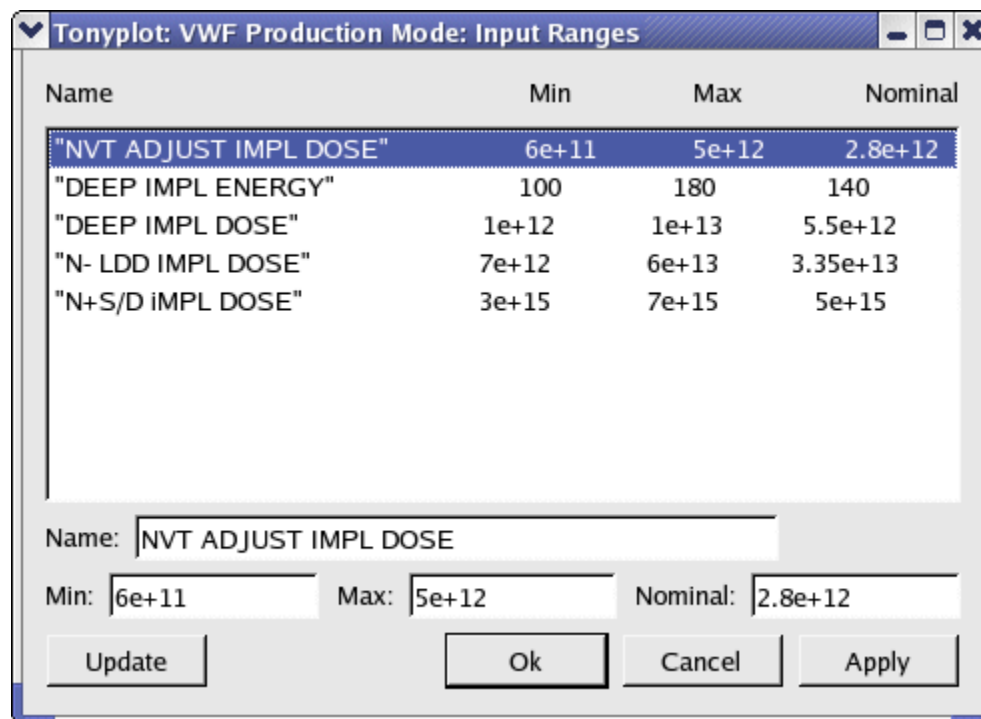 Tonyplot: VWF Production Mode: Input Ranges
Name Min Max Nominal
"NVT ADJUST IMPL DOSE" 6e+11 5e+12 2.8e+12
"DEEP IMPL ENERGY" 100 180 140
"DEEP IMPL DOSE" 1e+12 1e+13 5.5e+12
"N- LDD IMPL DOSE" 7e+12 6e+13 3.35e+13
"N+S/D iMPL DOSE" 3e+15 7e+15 5e+15
Name: NVT ADJUST IMPL DOSE
Min: 6e+11 Max: 5e+12 Nominal: 2.8e+12
Update Ok Cancel Apply